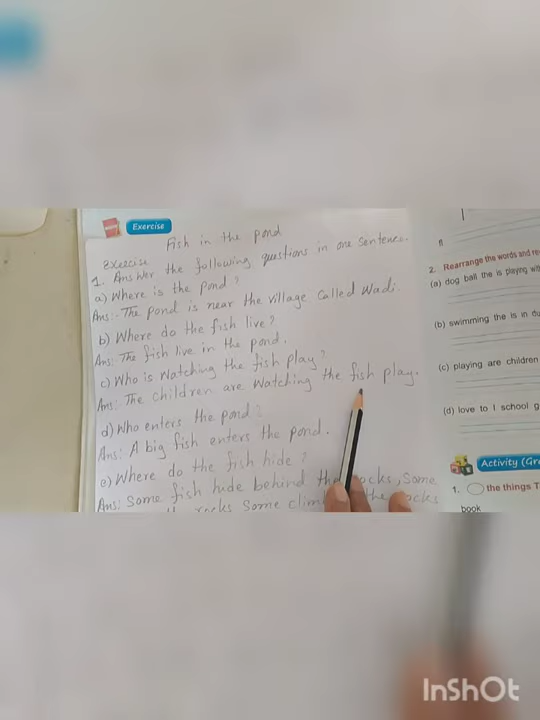 Exercise
Fish in the pond
Exercise
1. Answer the following questions in one sentence.
a) Where is the pond?
Ans:- The pond is near the village called Wadi.
b) Where do the fish live?
Ans: The fish live in the pond.
c) Who is watching the fish play?
Ans:- The children are watching the fish play.
d) Who enters the pond?
Ans: A big fish enters the pond.
e) Where do the fish hide?
Ans: Some fish hide behind the rocks, some
rocks some the rocks
2. Rearrange the words and
(a) dog ball the is playing
(b) swimming the is in
(c) playing are children
(d) love to I school
Activity
1. the things
book
InShOt